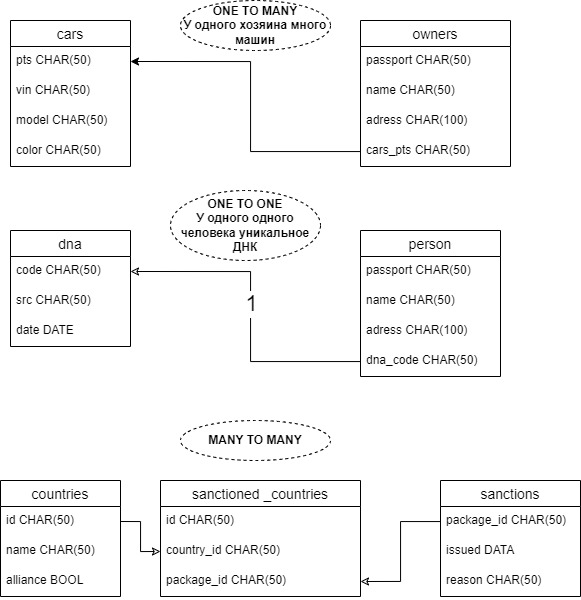 ONE TO MANY
У одного хозяина много
машин
cars
pts CHAR(50)
vin CHAR(50)
model CHAR(50)
color CHAR(50)
owners
passport CHAR(50)
name CHAR(50)
adress CHAR(100)
cars_pts CHAR(50)
ONE TO ONE
У одного одного
человека уникальное
ДНК
dna
code CHAR(50)
src CHAR(50)
date DATE
1
person
passport CHAR(50)
name CHAR(50)
adress CHAR(100)
dna_code CHAR(50)
MANY TO MANY
countries
id CHAR(50)
name CHAR(50)
alliance BOOL
sanctioned _countries
id CHAR(50)
country_id CHAR(50)
package_id CHAR(50)
sanctions
package_id CHAR(50)
issued DATA
reason CHAR(50)